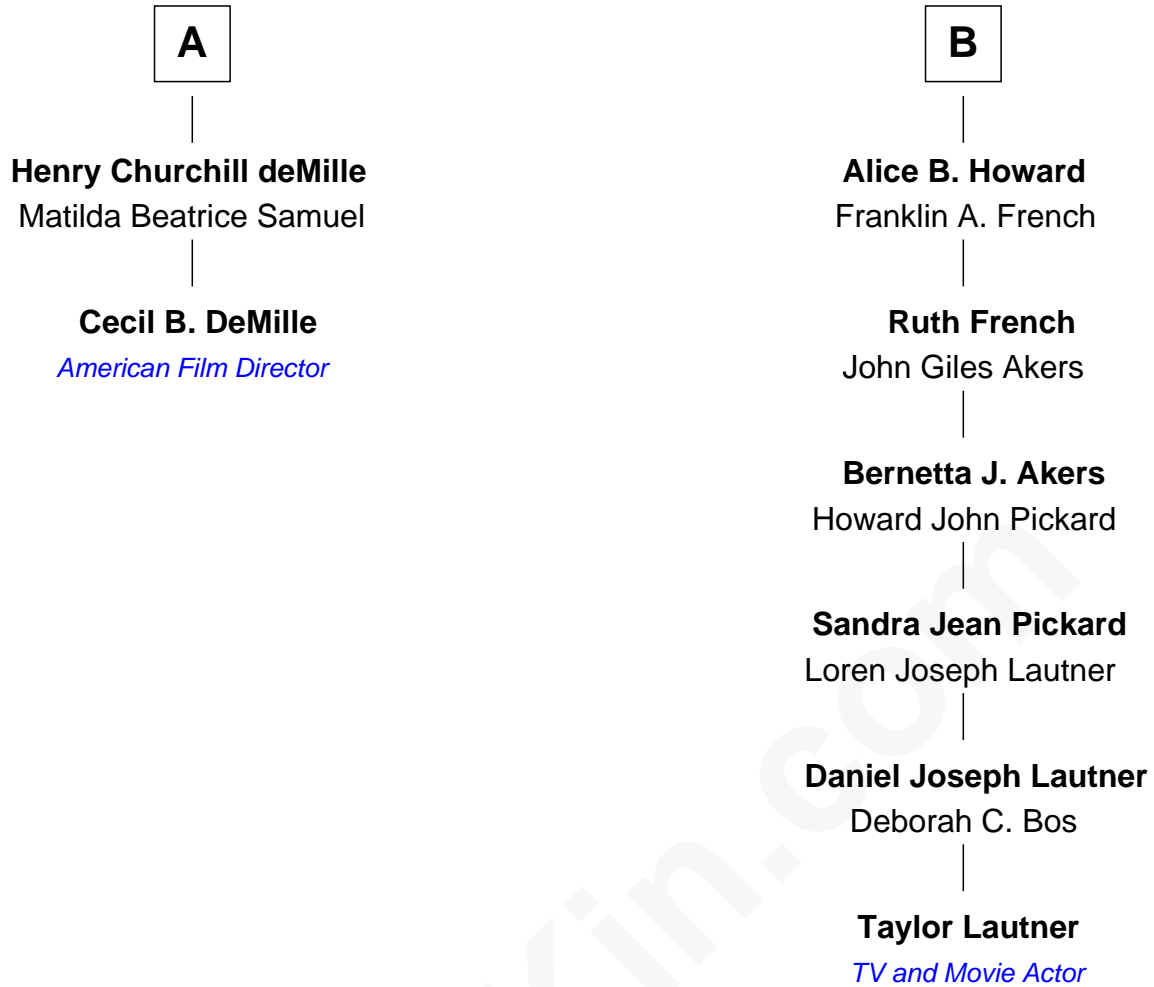 A
Henry Churchill deMille
Matilda Beatrice Samuel
Cecil B. DeMille
American Film Director
B
Alice B. Howard
Franklin A. French
Ruth French
John Giles Akers
Bernetta J. Akers
Howard John Pickard
Sandra Jean Pickard
Loren Joseph Lautner
Daniel Joseph Lautner
Deborah C. Bos
Taylor Lautner
TV and Movie Actor
Kin.com